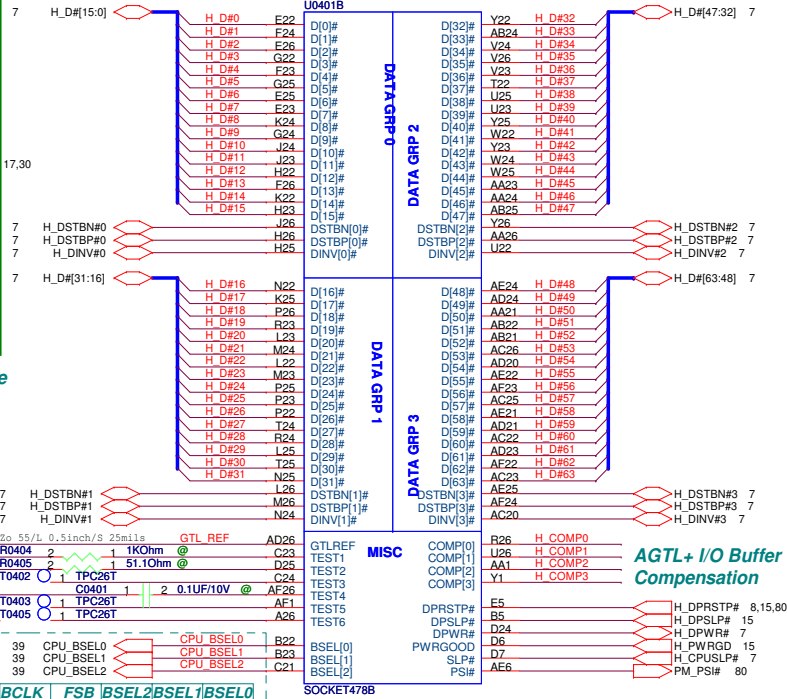 U0401B
7 H_D#[15:0] H_D#0 E22 D[0]# D[32]# Y22 H_D#32 H_D#[47:32] 7
H_D#1 F24 D[1]# D[33]# AB24 H_D#33
H_D#2 E26 D[2]# D[34]# V24 H_D#34
H_D#3 G22 D[3]# D[35]# V26 H_D#35
H_D#4 F23 D[4]# D[36]# V23 H_D#36
H_D#5 G25 D[5]# D[37]# T22 H_D#37
H_D#6 E25 D[6]# D[38]# U25 H_D#38
H_D#7 E23 D[7]# D[39]# U23 H_D#39
H_D#8 K24 D[8]# D[40]# Y25 H_D#40
H_D#9 G24 D[9]# D[41]# W22 H_D#41
H_D#10 J24 D[10]# D[42]# Y23 H_D#42
H_D#11 J23 D[11]# D[43]# W24 H_D#43
17,30 H_D#12 H22 D[12]# D[44]# W25 H_D#44
H_D#13 F26 D[13]# D[45]# AA23 H_D#45
H_D#14 K22 D[14]# D[46]# AA24 H_D#46
H_D#15 H23 D[15]# D[47]# AB25 H_D#47
7 H_DSTBN#0 J26 DSTBN[0]# DSTBN[2]# Y26 H_DSTBN#2 7
7 H_DSTBP#0 H26 DSTBP[0]# DSTBP[2]# AA26 H_DSTBP#2 7
7 H_DINV#0 H25 DINV[0]# DINV[2]# U22 H_DINV#2 7
DATA GRP 0
DATA GRP 2
7 H_D#[31:16] H_D#16 N22 D[16]# D[48]# AE24 H_D#48 H_D#[63:48] 7
H_D#17 K25 D[17]# D[49]# AD24 H_D#49
H_D#18 P26 D[18]# D[50]# AA21 H_D#50
H_D#19 R23 D[19]# D[51]# AB22 H_D#51
H_D#20 L23 D[20]# D[52]# AB21 H_D#52
H_D#21 M24 D[21]# D[53]# AC26 H_D#53
H_D#22 L22 D[22]# D[54]# AD20 H_D#54
H_D#23 M23 D[23]# D[55]# AE22 H_D#55
H_D#24 P25 D[24]# D[56]# AF23 H_D#56
H_D#25 P23 D[25]# D[57]# AC25 H_D#57
H_D#26 P22 D[26]# D[58]# AE21 H_D#58
H_D#27 T24 D[27]# D[59]# AD21 H_D#59
H_D#28 R24 D[28]# D[60]# AC22 H_D#60
H_D#29 L25 D[29]# D[61]# AD23 H_D#61
H_D#30 T25 D[30]# D[62]# AF22 H_D#62
H_D#31 N25 D[31]# D[63]# AC23 H_D#63
7 H_DSTBN#1 L26 DSTBN[1]# DSTBN[3]# AE25 H_DSTBN#3 7
7 H_DSTBP#1 M26 DSTBP[1]# DSTBP[3]# AF24 H_DSTBP#3 7
7 H_DINV#1 N24 DINV[1]# DINV[3]# AC20 H_DINV#3 7
DATA GRP 1
DATA GRP 3
e
Zo 55/L 0.5inch/S 25mils GTL_REF AD26 GTLREF MISC COMP[0] R26 H_COMP0
R0404 2 1 1KOhm @ C23 TEST1 COMP[1] U26 H_COMP1
R0405 2 1 51.1Ohm @ D25 TEST2 COMP[2] AA1 H_COMP2
T0402 1 TPC26T C24 TEST3 COMP[3] Y1 H_COMP3
C0401 1 2 0.1UF/10V @ AF26 TEST4
T0403 1 TPC26T AF1 TEST5
T0405 1 TPC26T A26 TEST6
AGTL+ I/O Buffer
Compensation
DPRSTP# E5 H_DPRSTP# 8,15,80
DPSLP# B5 H_DPSLP# 15
DPWR# D24 H_DPWR# 7
39 CPU_BSEL0 CPU_BSEL0 B22 BSEL[0] PWRGOOD D6 H_PWRGD 15
39 CPU_BSEL1 CPU_BSEL1 B23 BSEL[1] SLP# D7 H_CPUSLP# 7
39 CPU_BSEL2 CPU_BSEL2 C21 BSEL[2] PSI# AE6 PM_PSI# 80
SOCKET478B
BCLK FSB BSEL2 BSEL1 BSEL0